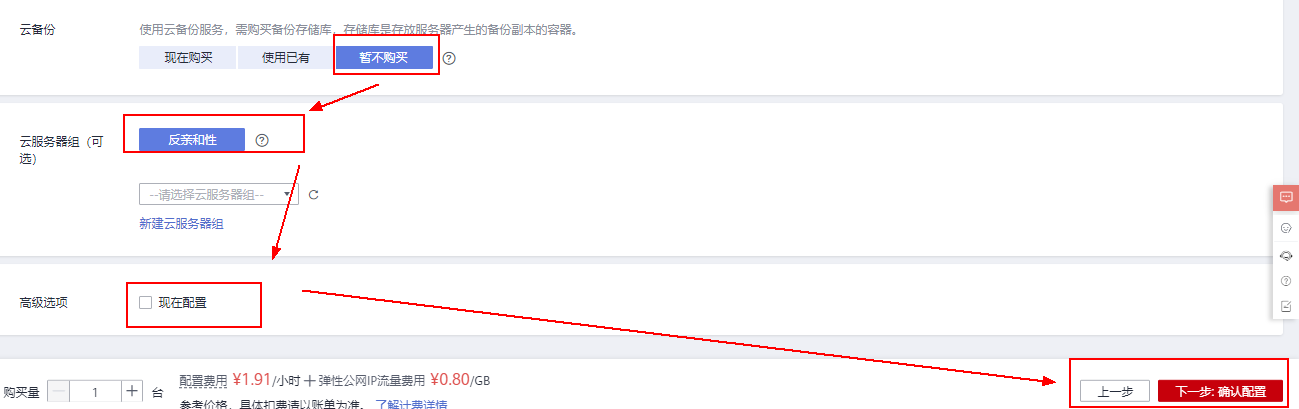 云备份
使用云备份服务，需购买备份存储库，存储库是存放服务器产生的备份副本的容器。
现在购买 使用已有 暂不购买
云服务器组（可选）
反亲和性
--请选择云服务器组--
新建云服务器组
高级选项
现在配置
购买量 1 台
配置费用 ¥1.91/小时 + 弹性公网IP流量费用 ¥0.80/GB
参考价格，具体扣费请以账单为准。 了解计费详情
上一步 下一步: 确认配置